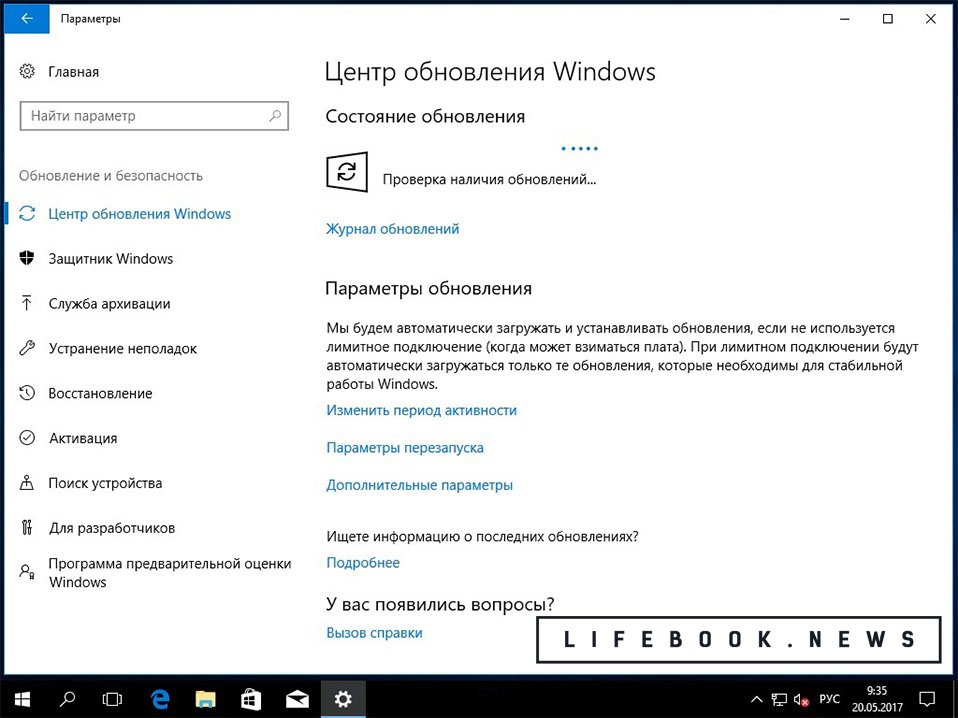 Параметры
Главная
Найти параметр
Обновление и безопасность
Центр обновления Windows
Защитник Windows
Служба архивации
Устранение неполадок
Восстановление
Активация
Поиск устройства
Для разработчиков
Программа предварительной оценки
Windows
Центр обновления Windows
Состояние обновления
Проверка наличия обновлений...
Журнал обновлений
Параметры обновления
Мы будем автоматически загружать и устанавливать обновления, если не используется
лимитное подключение (когда может взиматься плата). При лимитном подключении будут
автоматически загружаться только те обновления, которые необходимы для стабильной
работы Windows.
Изменить период активности
Параметры перезапуска
Дополнительные параметры
Ищете информацию о последних обновлениях?
Подробнее
У вас появились вопросы?
Вызов справки
LIFEBOOK.NEWS
РУС
9:35
20.05.2017